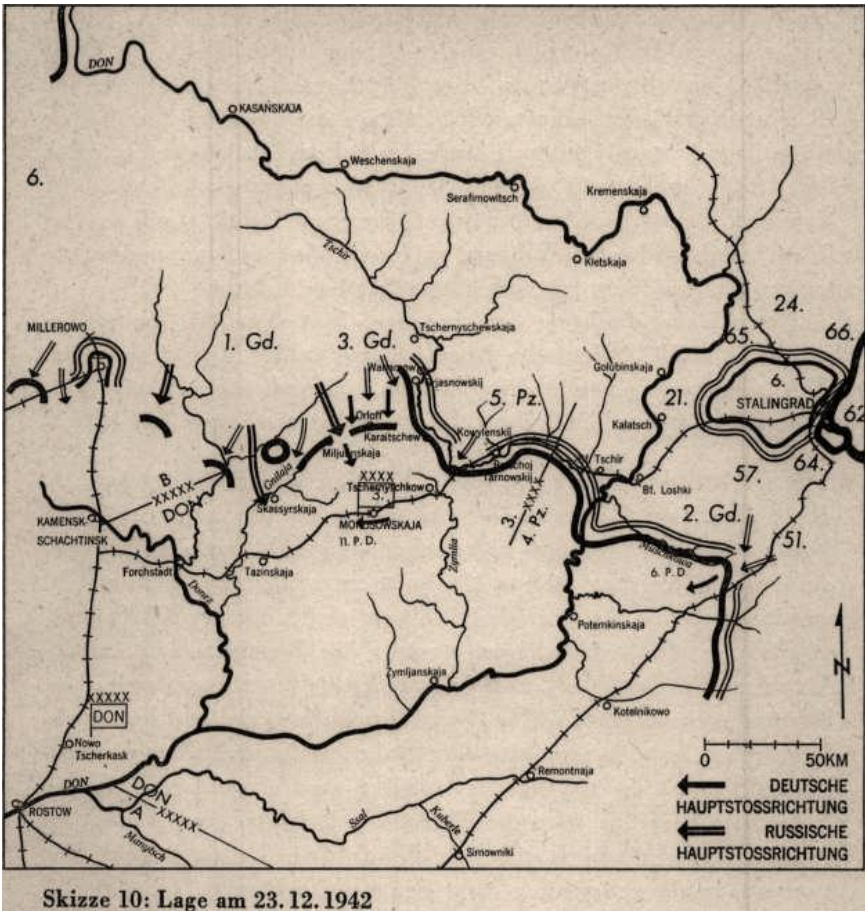 DON
KASANSKAJA
Weschenskaja
6.
Serafimowitsch
Kremenskaja
Kletskaja
Tschir
24.
MILLEROWO
1. Gd.
3. Gd.
Tschernyschewskaja
65.
66.
Golubinskaja
6.
STALINGRAD
62
5. Pz.
21.
Orloff
Kalatsch
Karaitschew
Kowylenskij
Miljutinskaja
64.
Tschir
57.
B
XXXXX
DON
Gnilaja
XXXX
3.
Tschernyschkow
Tarnowskij
Bf. Loshki
Skassyrskaja
3.
XXXX
4. Pz.
2. Gd.
KAMENSK
SCHACHTINSK
MOROSOWSKAJA
11. P. D.
51.
Forchstadt
Tazinskaja
Zymlia
6. P. D
Donez
Potemkinskaja
N
Zymljanskaja
Kotelnikowo
XXXXX
DON
Nowo
Tscherkask
0 50KM
DON
DON
XXXXX
A
Remontnaja
DEUTSCHE
HAUPTSTOSSRICHTUNG
ROSTOW
Ssal
Kuberle
RUSSISCHE
HAUPTSTOSSRICHTUNG
Manytsch
Simowniki
Skizze 10: Lage am 23.12.1942